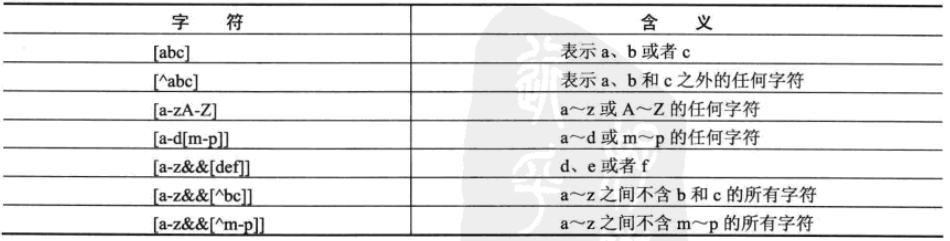 字 符 含 义
[abc] 表示 a、b 或者 c
[^abc] 表示 a、b 和 c 之外的任何字符
[a-zA-Z] a～z 或 A～Z 的任何字符
[a-d[m-p]] a～d 或 m～p 的任何字符
[a-z&&[def]] d、e 或者 f
[a-z&&[^bc]] a～z 之间不含 b 和 c 的所有字符
[a-z&&[^m-p]] a～z 之间不含 m～p 的所有字符